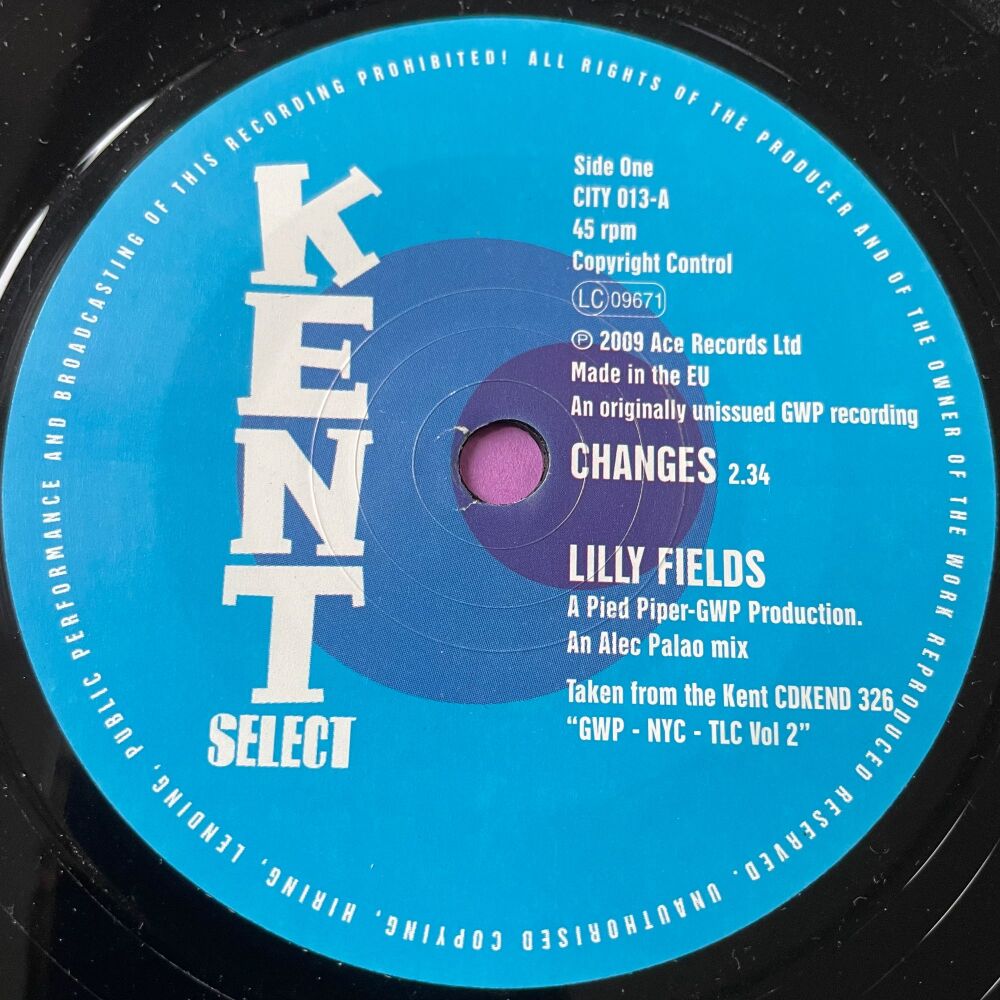 KENT
SELECT
Side One
CITY 013-A
45 rpm
Copyright Control
LC 09671
℗ 2009 Ace Records Ltd
Made in the EU
An originally unissued GWP recording
CHANGES 2.34
LILLY FIELDS
A Pied Piper-GWP Production.
An Alec Palao mix
Taken from the Kent CDKEND 326
“GWP - NYC - TLC Vol 2”
ALL RIGHTS OF THE PRODUCER AND OF THE OWNER OF THE WORK REPRODUCED RESERVED. UNAUTHORISED COPYING, HIRING, LENDING, PUBLIC PERFORMANCE AND BROADCASTING OF THIS RECORDING PROHIBITED!